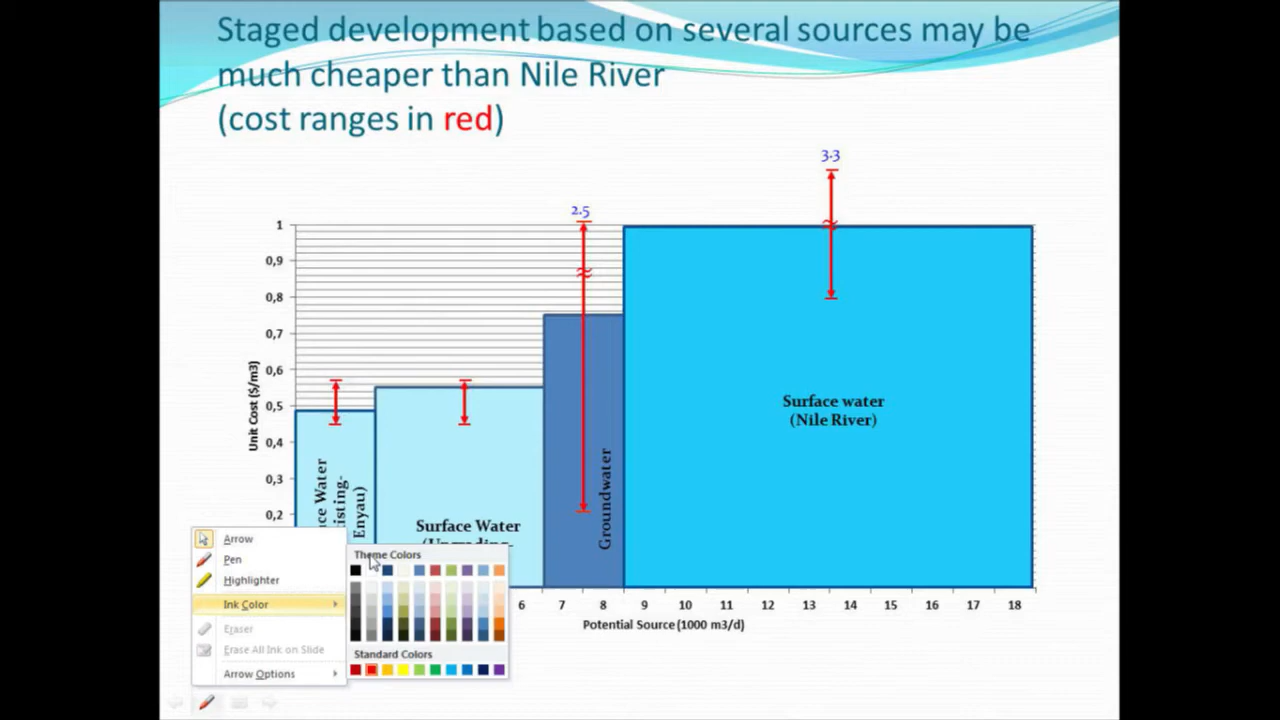 Staged development based on several sources may be
much cheaper than Nile River
(cost ranges in red)
3.3
2.5
1
0,9
0,8
0,7
0,6
0,5
0,4
0,3
0,2
Unit Cost ($/m3)
Enyau)
Surface Water
Groundwater
Surface water
(Nile River)
6 7 8 9 10 11 12 13 14 15 16 17 18
Potential Source (1000 m3/d)
Arrow
Pen
Highlighter
Ink Color
Eraser
Erase All Ink on Slide
Arrow Options
Theme Colors
Standard Colors